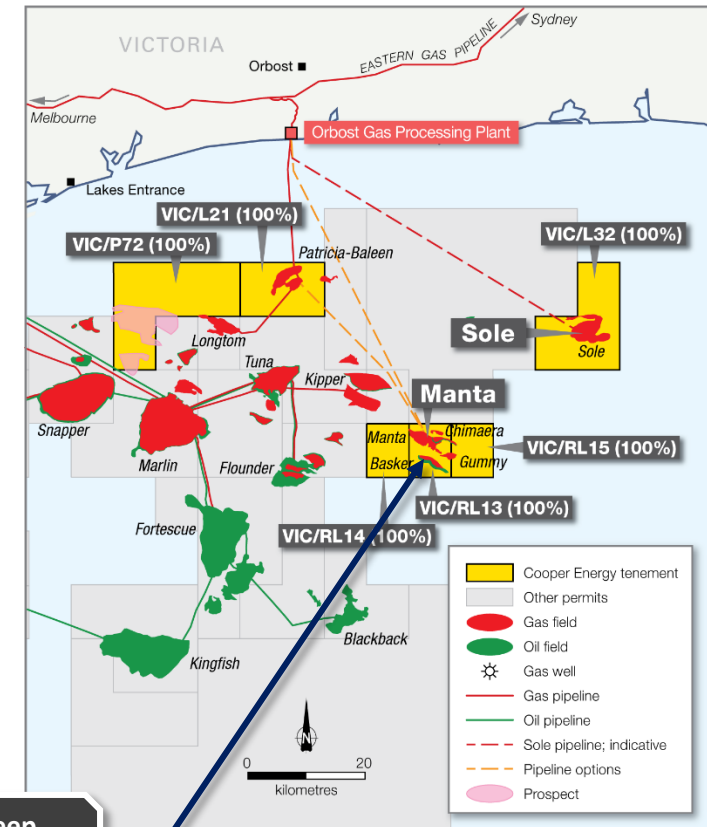 VICTORIA
Sydney
EASTERN GAS PIPELINE
Orbost
Melbourne
Orbost Gas Processing Plant
Lakes Entrance
VIC/L21 (100%)
VIC/P72 (100%)
VIC/L32 (100%)
Patricia-Baleen
Longtom
Sole
Sole
Tuna
Kipper
Manta
Snapper
Marlin
Manta
Chimaera
VIC/RL15 (100%)
Flounder
Basker
Gummy
VIC/RL13 (100%)
Fortescue
VIC/RL14 (100%)
Blackback
Kingfish
Cooper Energy tenement
Other permits
Gas field
Oil field
Gas well
Gas pipeline
Oil pipeline
Sole pipeline; indicative
Pipeline options
Prospect
N
0 20
kilometres